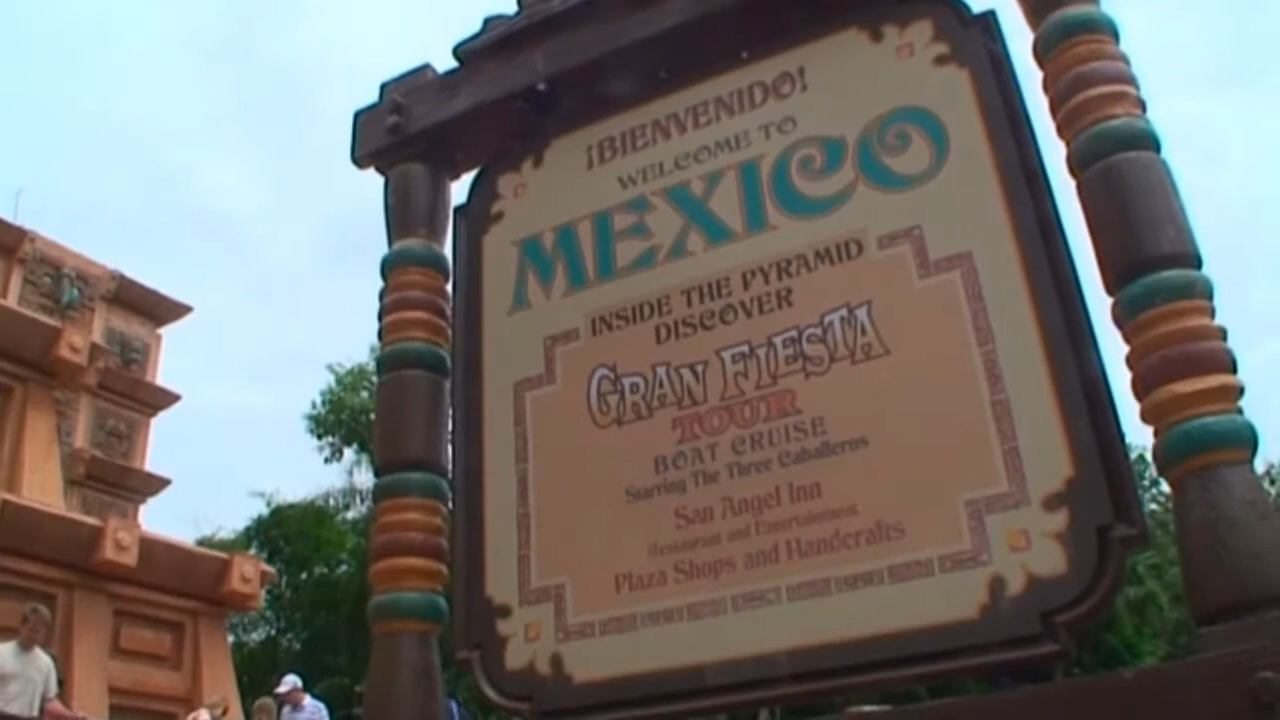 ¡BIENVENIDO!
WELCOME TO
MEXICO
INSIDE THE PYRAMID
DISCOVER
GRAN FIESTA
TOUR
BOAT CRUISE
Starring The Three Caballeros
San Angel Inn
Restaurant and Entertainment
Plaza Shops and Handcrafts